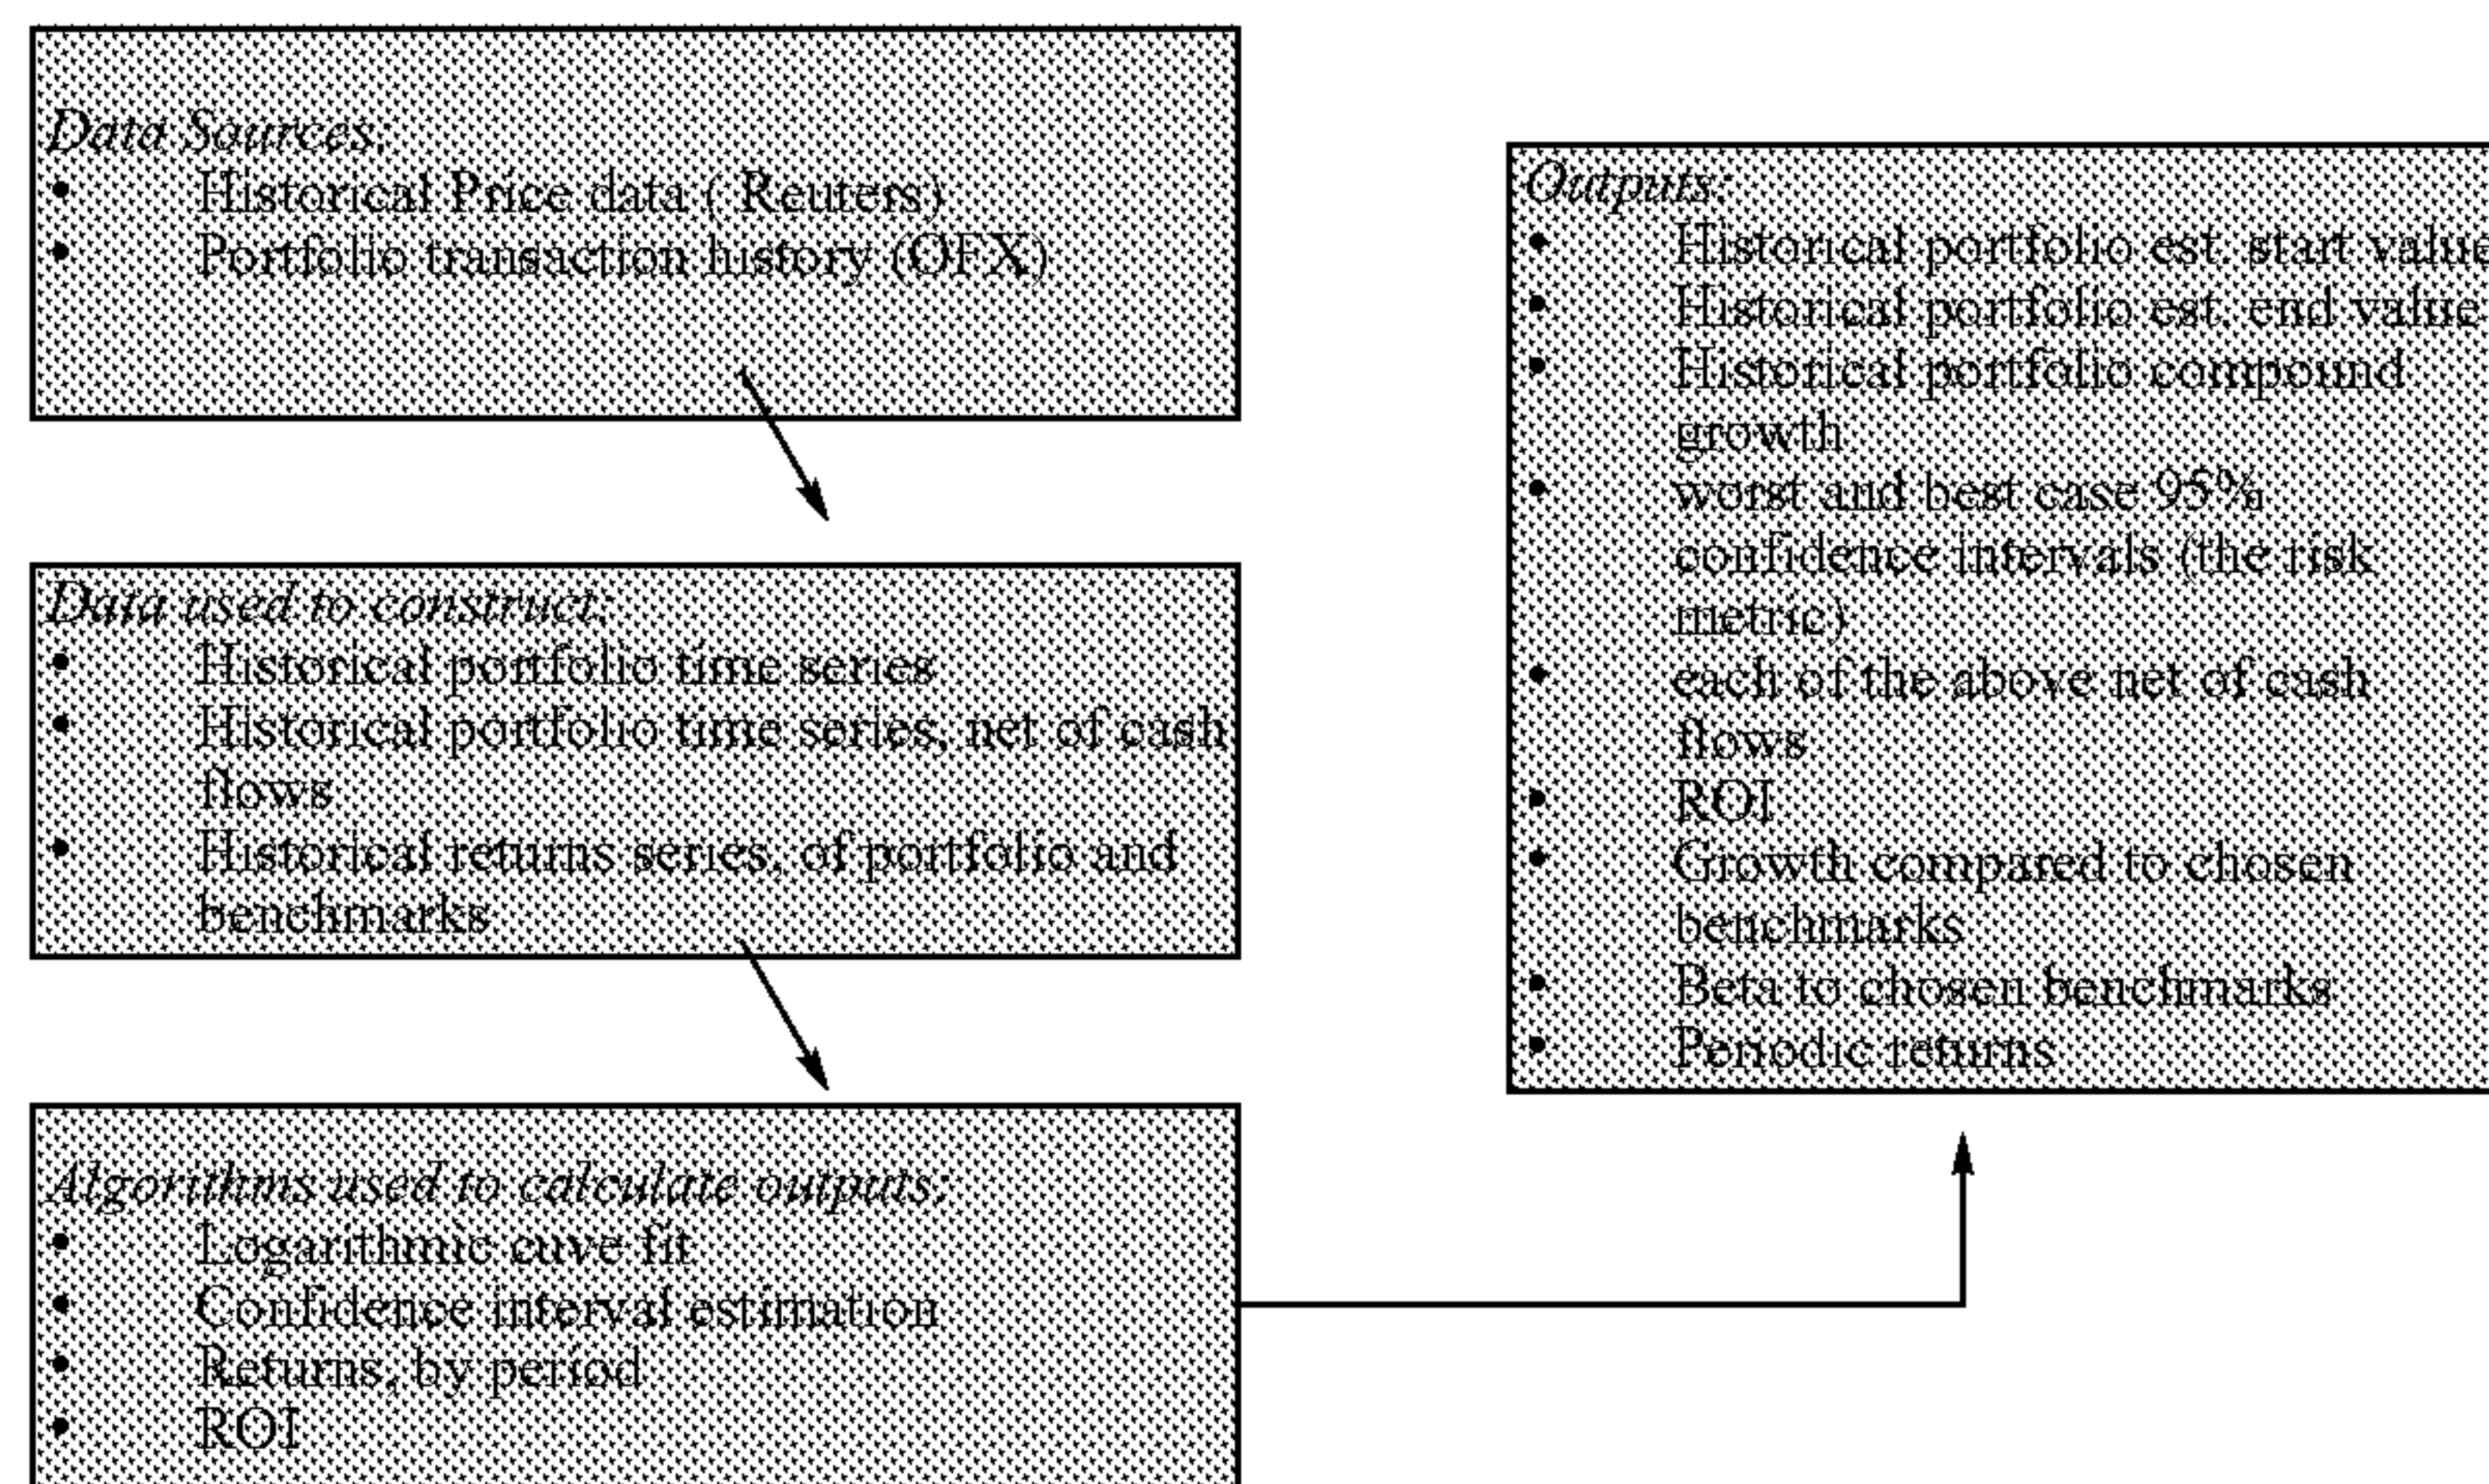 Data Sources:
• Historical Price data ( Reuters)
• Portfolio transaction history (OFX)
Data used to construct:
• Historical portfolio time series
• Historical portfolio time series, net of cash
flows
• Historical returns series, of portfolio and
benchmarks
Algorithms used to calculate outputs:
• Logarithmic cuve fit
• Confidence interval estimation
• Returns, by period
• ROI
Outputs:
• Historical portfolio est. start value
• Historical portfolio est. end value
• Historical portfolio compound
growth
• worst and best case 95%
confidence intervals (the risk
metric)
• each of the above net of cash
flows
• ROI
• Growth compared to chosen
benchmarks
• Beta to chosen benchmarks
• Periodic returns